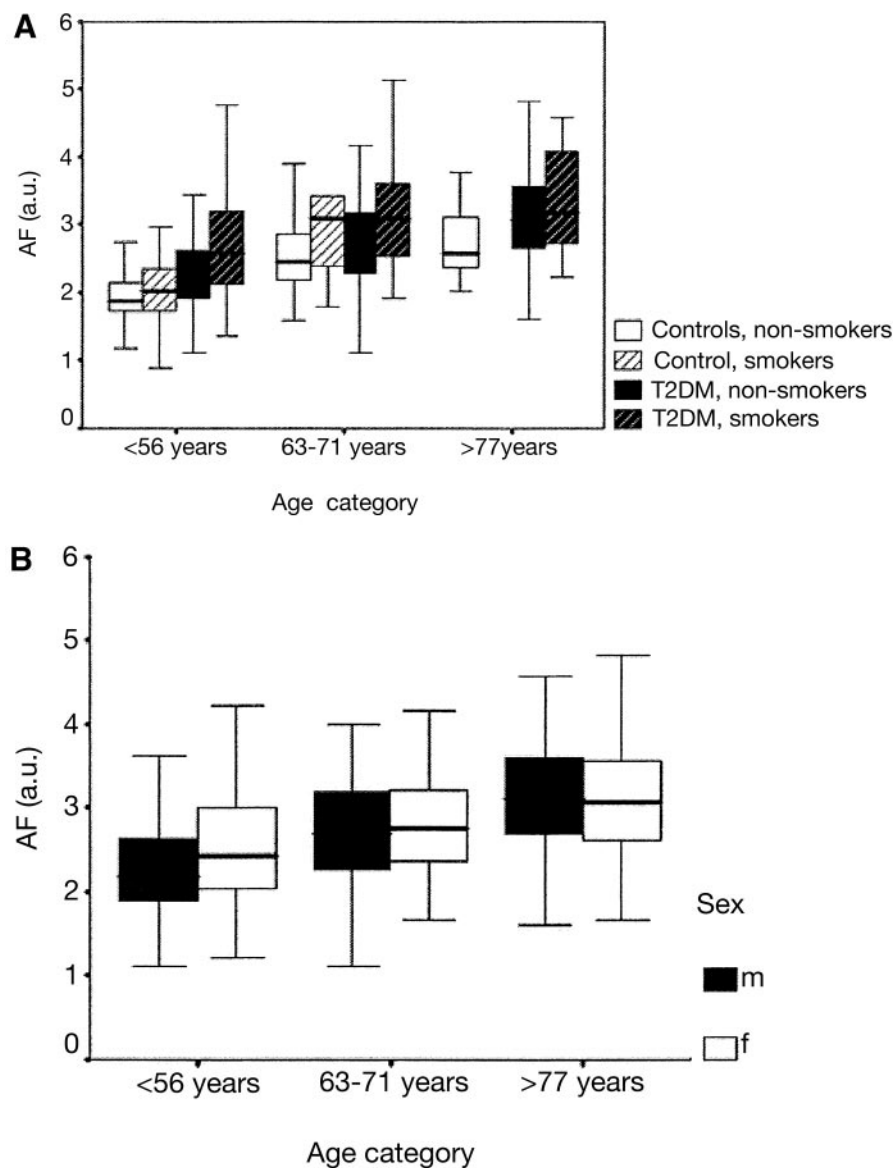 A
6
5
4
3
2
1
0
AF (a.u.)
<56 years 63-71 years >77years
Age category
Controls, non-smokers
Control, smokers
T2DM, non-smokers
T2DM, smokers
B
6
5
4
3
2
1
0
AF (a.u.)
<56 years 63-71 years >77 years
Age category
Sex
m
f